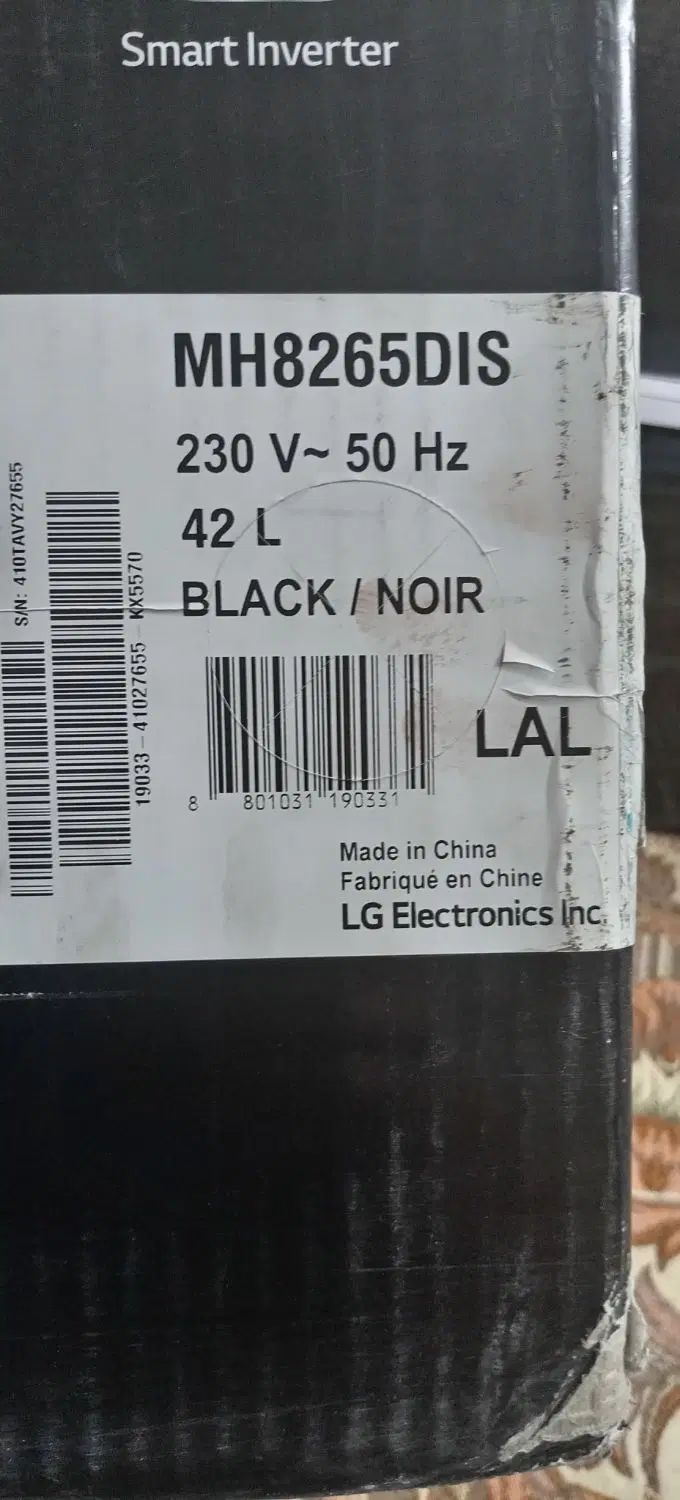 Smart Inverter
MH8265DIS
230 V~ 50 Hz
42 L
BLACK / NOIR
S/N: 410TAVY27655
19033-41027655-KX5570
8 801031 190331
LAL
Made in China
Fabriqué en Chine
LG Electronics Inc.